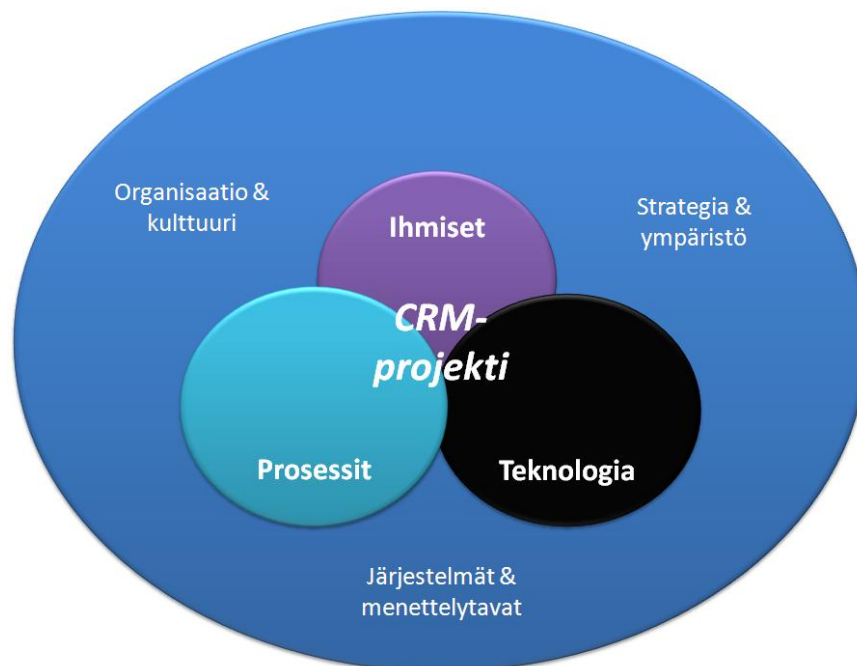 Organisaatio &
kulttuuri
Ihmiset
Strategia &
ympäristö
CRM-
projekti
Prosessit
Teknologia
Järjestelmät &
menettelytavat